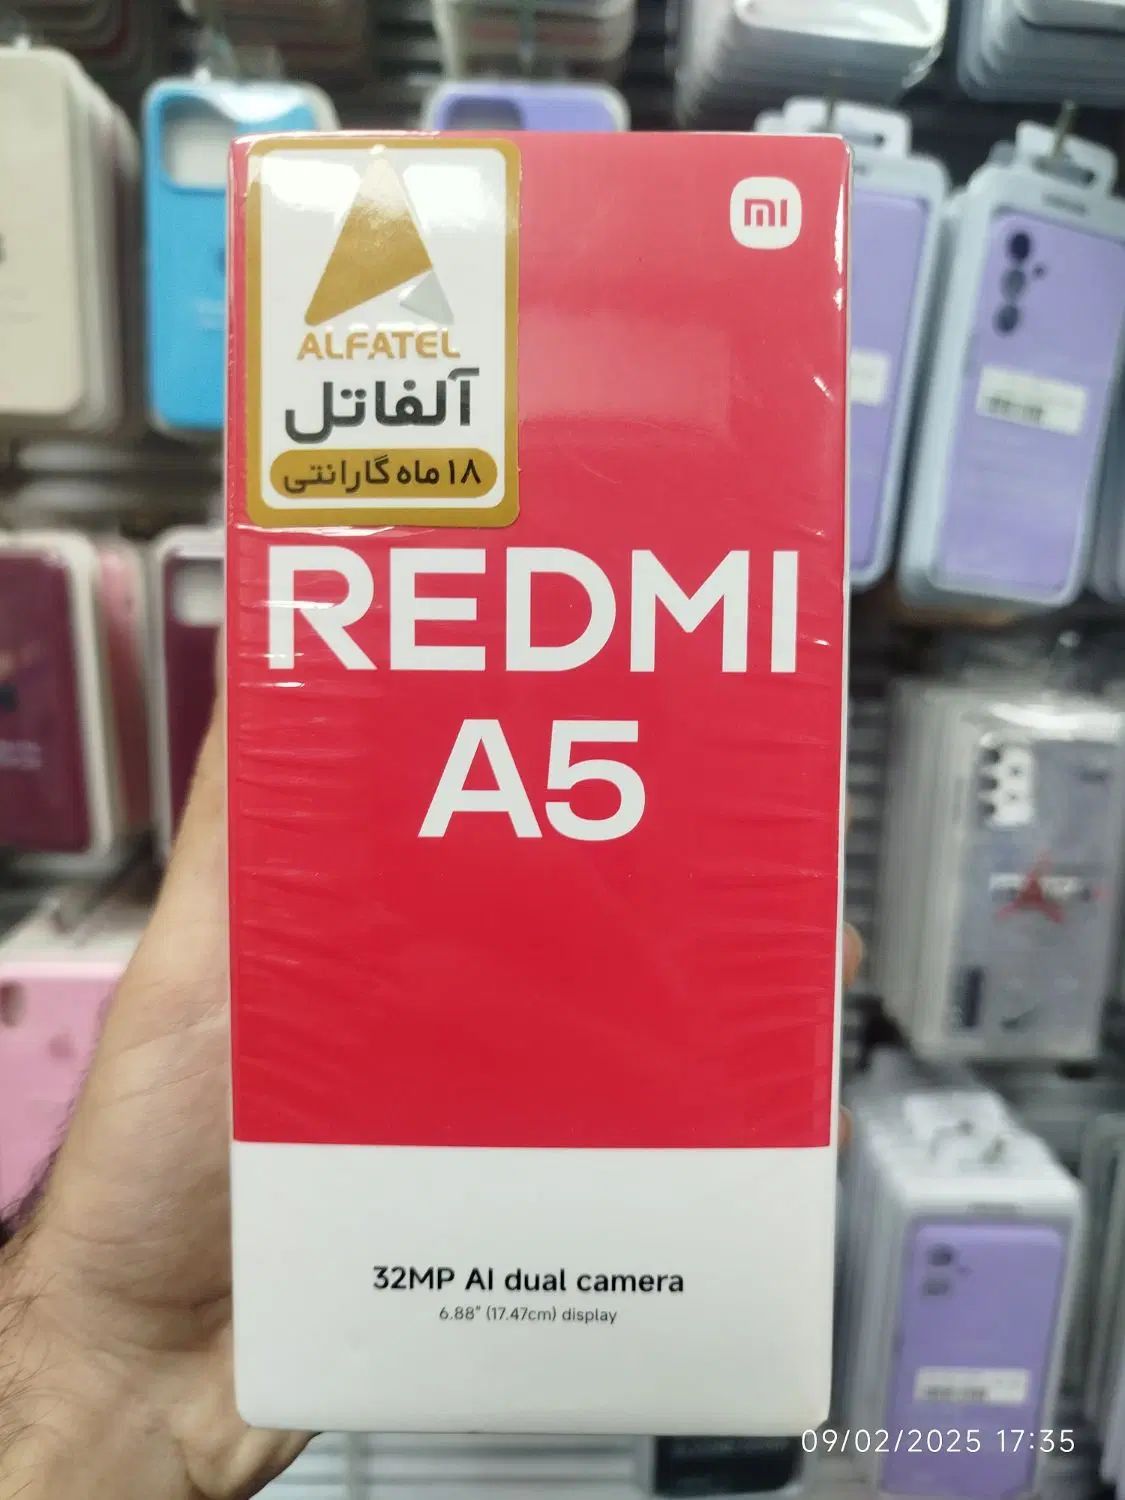 mi
ALFATEL
آلفاتل
۱۸ ماه گارانتی
REDMI
A5
32MP AI dual camera
6.88" (17.47cm) display
09/02/2025 17:35